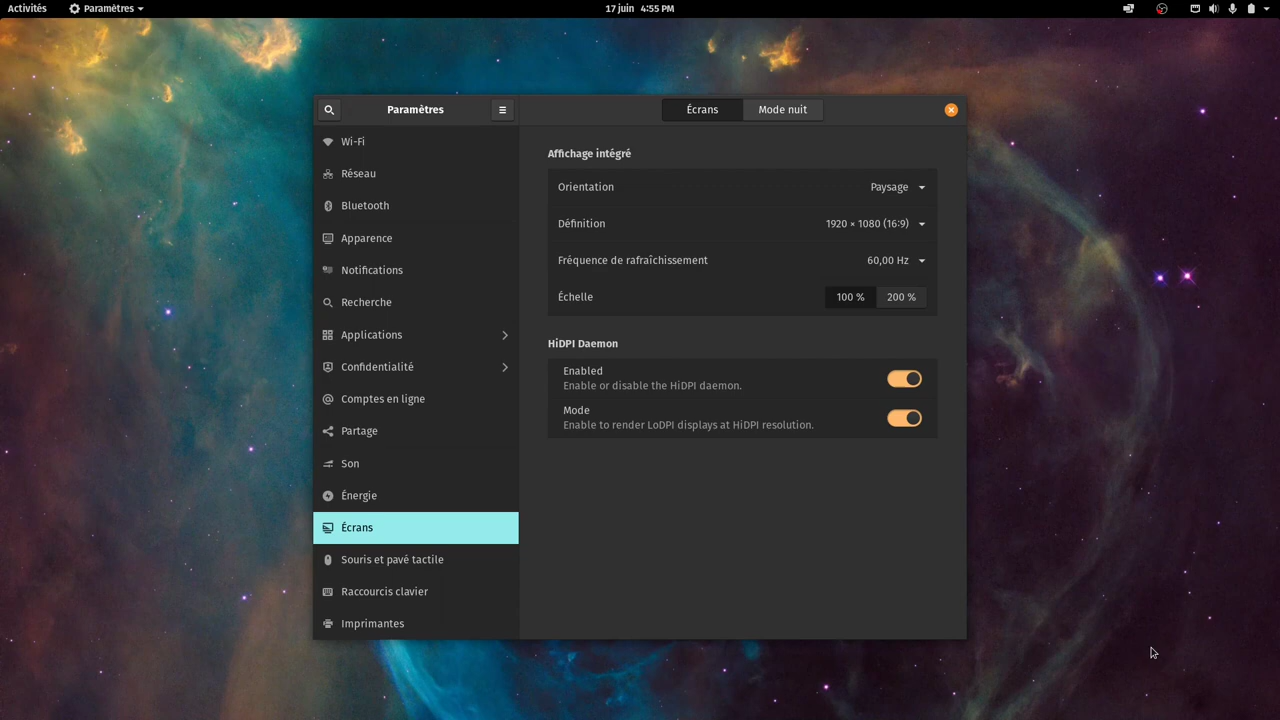 Activités
Paramètres
17 juin 4:55 PM
Paramètres
Écrans
Mode nuit
Wi-Fi
Réseau
Bluetooth
Apparence
Notifications
Recherche
Applications
Confidentialité
Comptes en ligne
Partage
Son
Énergie
Écrans
Souris et pavé tactile
Raccourcis clavier
Imprimantes
Affichage intégré
Orientation
Paysage
Définition
1920 × 1080 (16∶9)
Fréquence de rafraîchissement
60,00 Hz
Échelle
100 %
200 %
HiDPI Daemon
Enabled
Enable or disable the HiDPI daemon.
Mode
Enable to render LoDPI displays at HiDPI resolution.